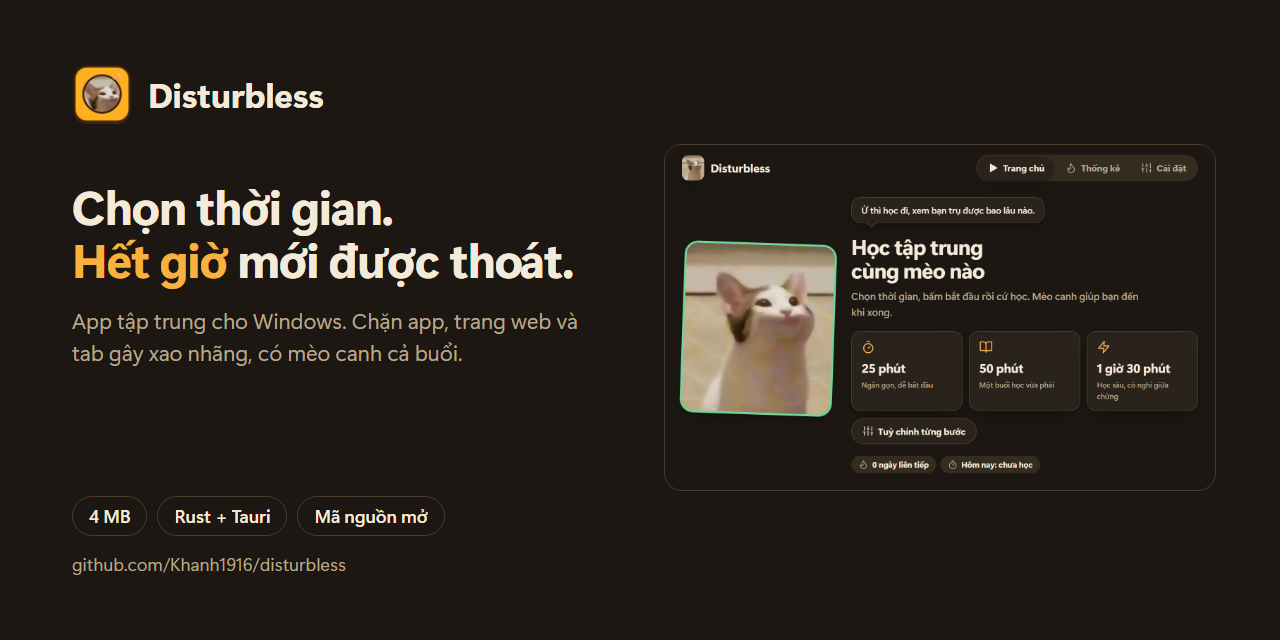 Disturbless
Chọn thời gian.
Hết giờ mới được thoát.
App tập trung cho Windows. Chặn app, trang web và
tab gây xao nhãng, có mèo canh cả buổi.
4 MB
Rust + Tauri
Mã nguồn mở
github.com/Khanh1916/disturbless
Disturbless
Trang chủ
Thống kê
Cài đặt
Ừ thì học đi, xem bạn trụ được bao lâu nào.
Học tập trung
cùng mèo nào
Chọn thời gian, bấm bắt đầu rồi cứ học. Mèo canh giúp bạn đến
khi xong.
25 phút
Ngắn gọn, dễ bắt đầu
50 phút
Một buổi học vừa phải
1 giờ 30 phút
Học sâu, có nghỉ giữa
chừng
Tuỳ chỉnh từng bước
0 ngày liên tiếp
Hôm nay: chưa học